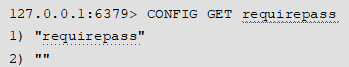 127.0.0.1:6379> CONFIG GET requirepass
1) "requirepass"
2) ""